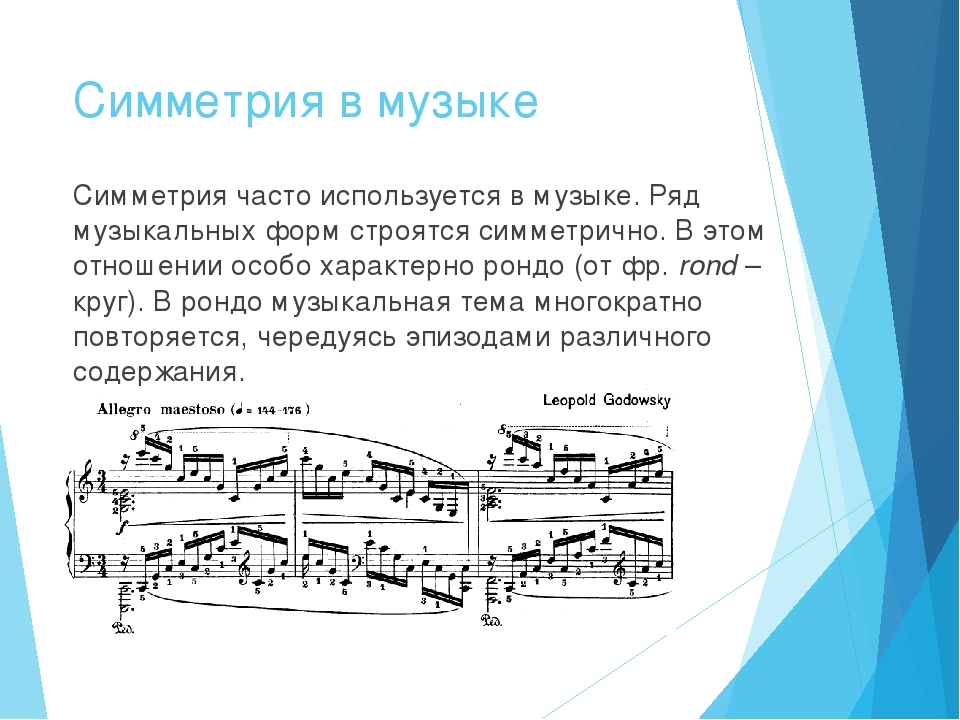 Симметрия в музыке
Симметрия часто используется в музыке. Ряд
музыкальных форм строятся симметрично. В этом
отношении особо характерно рондо (от фр. rond –
круг). В рондо музыкальная тема многократно
повторяется, чередуясь эпизодами различного
содержания.
Allegro maestoso (♩= 144-176)
Leopold Godowsky